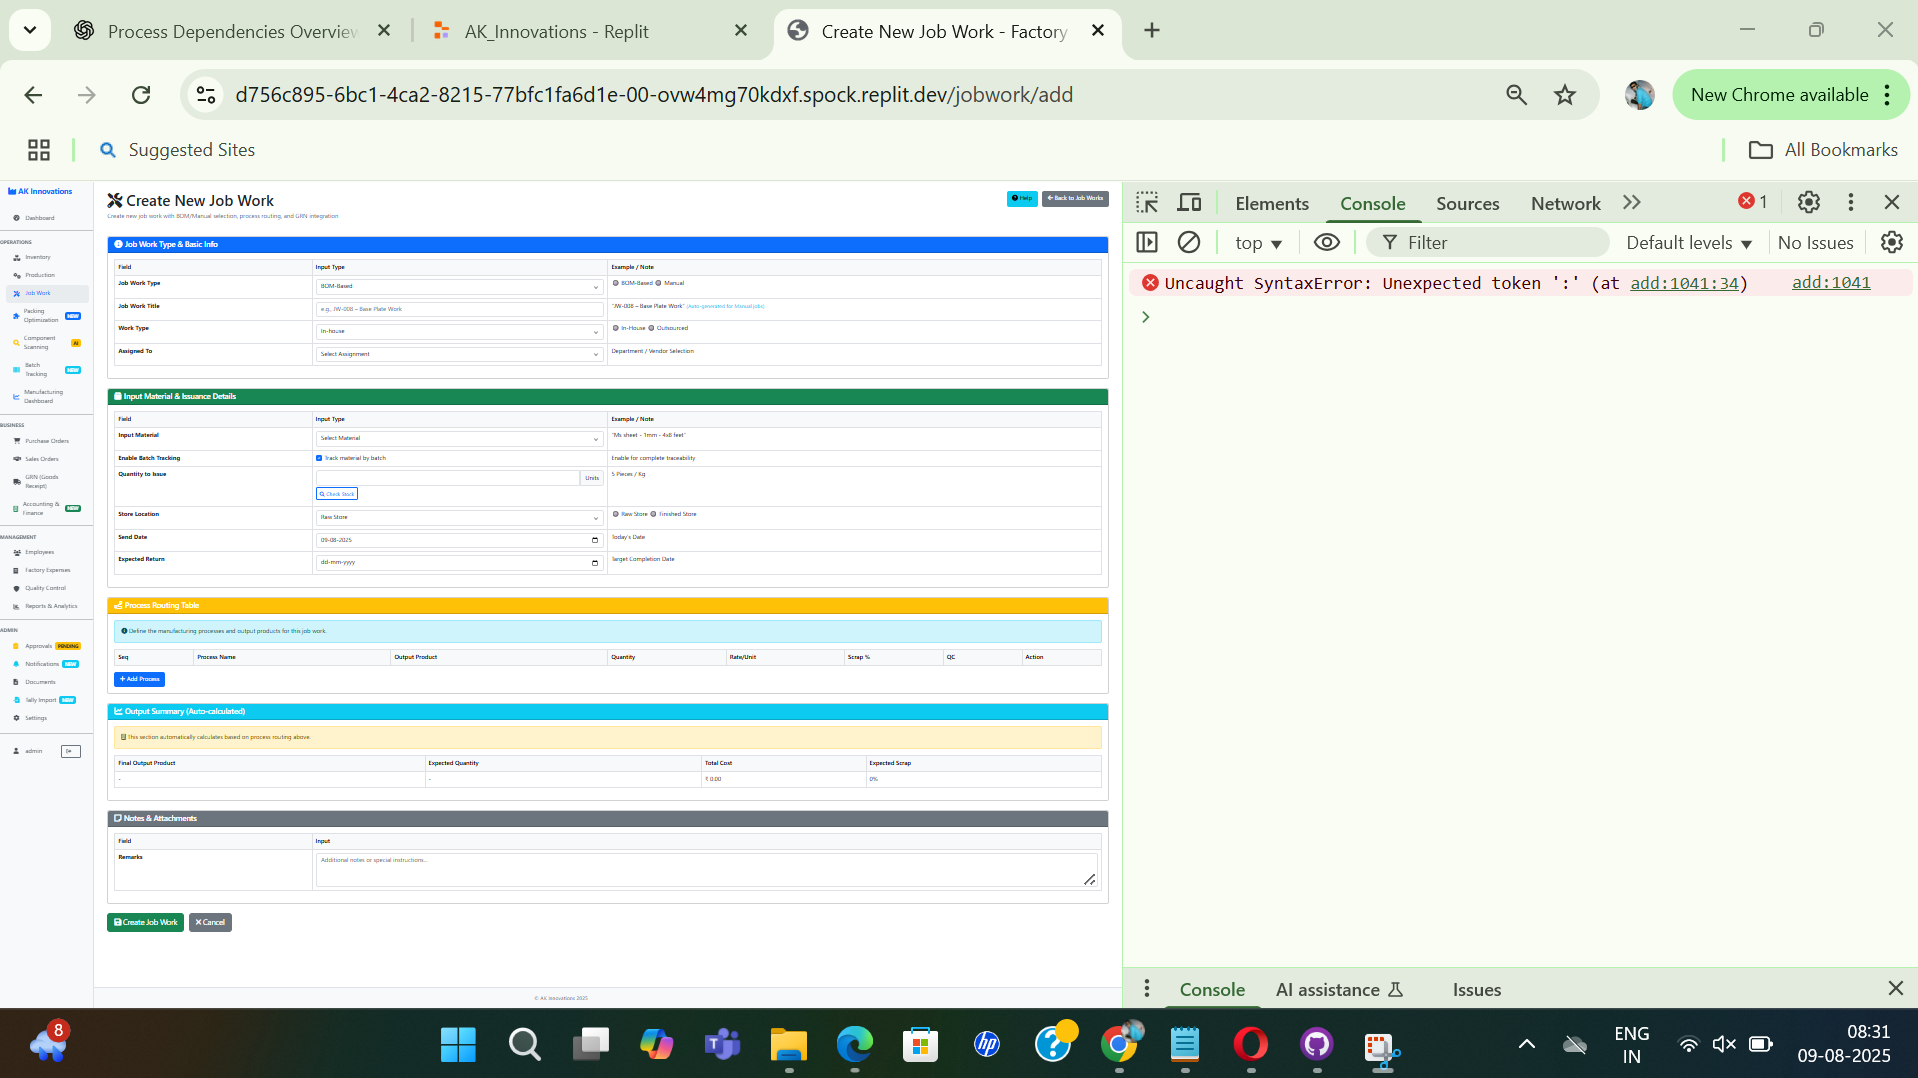 Process Dependencies Overview
AK_Innovations - Replit
Create New Job Work - Factory
d756c895-6bc1-4ca2-8215-77bfc1fa6d1e-00-ovw4mg70kdxf.spock.replit.dev/jobwork/add
New Chrome available
Suggested Sites
All Bookmarks
AK Innovations
Dashboard
OPERATIONS
Inventory
Production
Job Work
Packing Optimization NEW
Component Scanning AI
Batch Tracking NEW
Manufacturing Dashboard
BUSINESS
Purchase Orders
Sales Orders
GRN (Goods Receipt)
Accounting & Finance NEW
MANAGEMENT
Employees
Factory Expenses
Quality Control
Reports & Analytics
ADMIN
Approvals PENDING
Notifications NEW
Documents
Tally Import NEW
Settings
admin
Create New Job Work
Create new job work with BOM/Manual selection, process routing, and GRN integration
Help
Back to Job Works
Job Work Type & Basic Info
Field Input Type Example / Note
Job Work Type BOM-Based BOM-Based Manual
Job Work Title e.g., JW-008 – Base Plate Work "JW-008 – Base Plate Work" (Auto-generated for Manual jobs)
Work Type In-house In-House Outsourced
Assigned To Select Assignment Department / Vendor Selection
Input Material & Issuance Details
Field Input Type Example / Note
Input Material Select Material "Ms sheet - 1mm - 4x8 feet"
Enable Batch Tracking Track material by batch Enable for complete traceability
Quantity to Issue Units 5 Pieces / Kg
Check Stock
Store Location Raw Store Raw Store Finished Store
Send Date 09-08-2025 Today's Date
Expected Return dd-mm-yyyy Target Completion Date
Process Routing Table
Define the manufacturing processes and output products for this job work.
Seq Process Name Output Product Quantity Rate/Unit Scrap % QC Action
+ Add Process
Output Summary (Auto-calculated)
This section automatically calculates based on process routing above.
Final Output Product Expected Quantity Total Cost Expected Scrap
- - ₹ 0.00 0%
Notes & Attachments
Field Input
Remarks Additional notes or special instructions...
Create Job Work
Cancel
© AK Innovations 2025
Elements Console Sources Network 1
top Filter Default levels No Issues
Uncaught SyntaxError: Unexpected token ':' (at add:1041:34) add:1041
Console AI assistance Issues
8
ENG
IN
08:31
09-08-2025